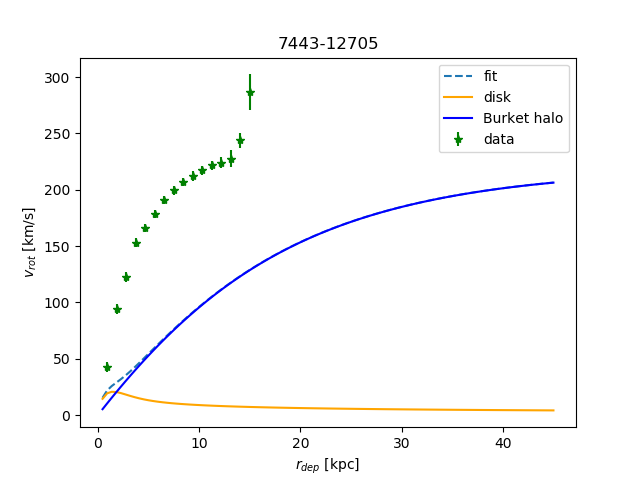 7443-12705
fit
disk
Burket halo
data
300
250
200
150
100
50
0
v_rot [km/s]
0 10 20 30 40
r_dep [kpc]